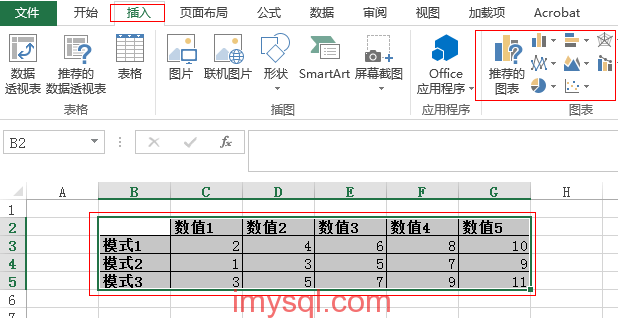 文件 开始 插入 页面布局 公式 数据 审阅 视图 加载项 Acrobat
数据透视表 推荐的数据透视表 表格 图片 联机图片 形状 SmartArt 屏幕截图 Office应用程序 推荐的图表
表格 插图 应用程序 图表
B2 fx
A B C D E F G H
1
2 数值1 数值2 数值3 数值4 数值5
3 模式1 2 4 6 8 10
4 模式2 1 3 5 7 9
5 模式3 3 5 7 9 11
6 imysql.com
7